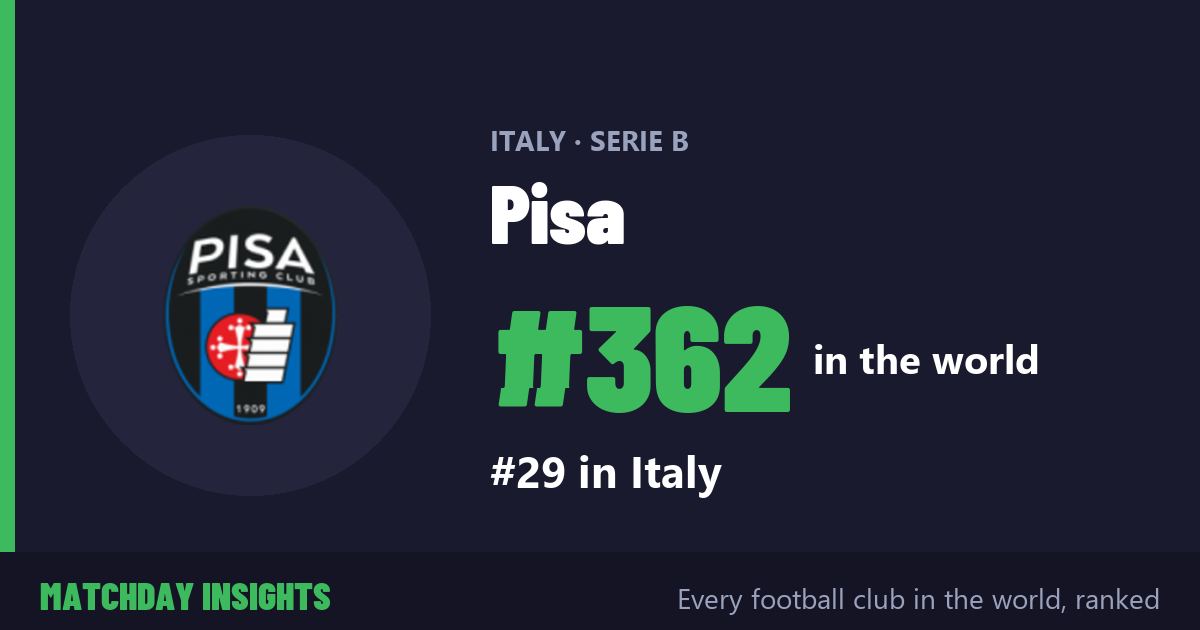 ITALY · SERIE B
Pisa
PISA
SPORTING CLUB
1909
#362 in the world
#29 in Italy
MATCHDAY INSIGHTS
Every football club in the world, ranked